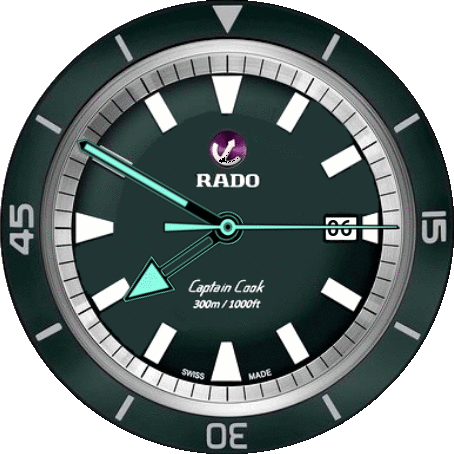 RADO
06
45
15
Captain Cook
300m / 1000ft
SWISS MADE
30